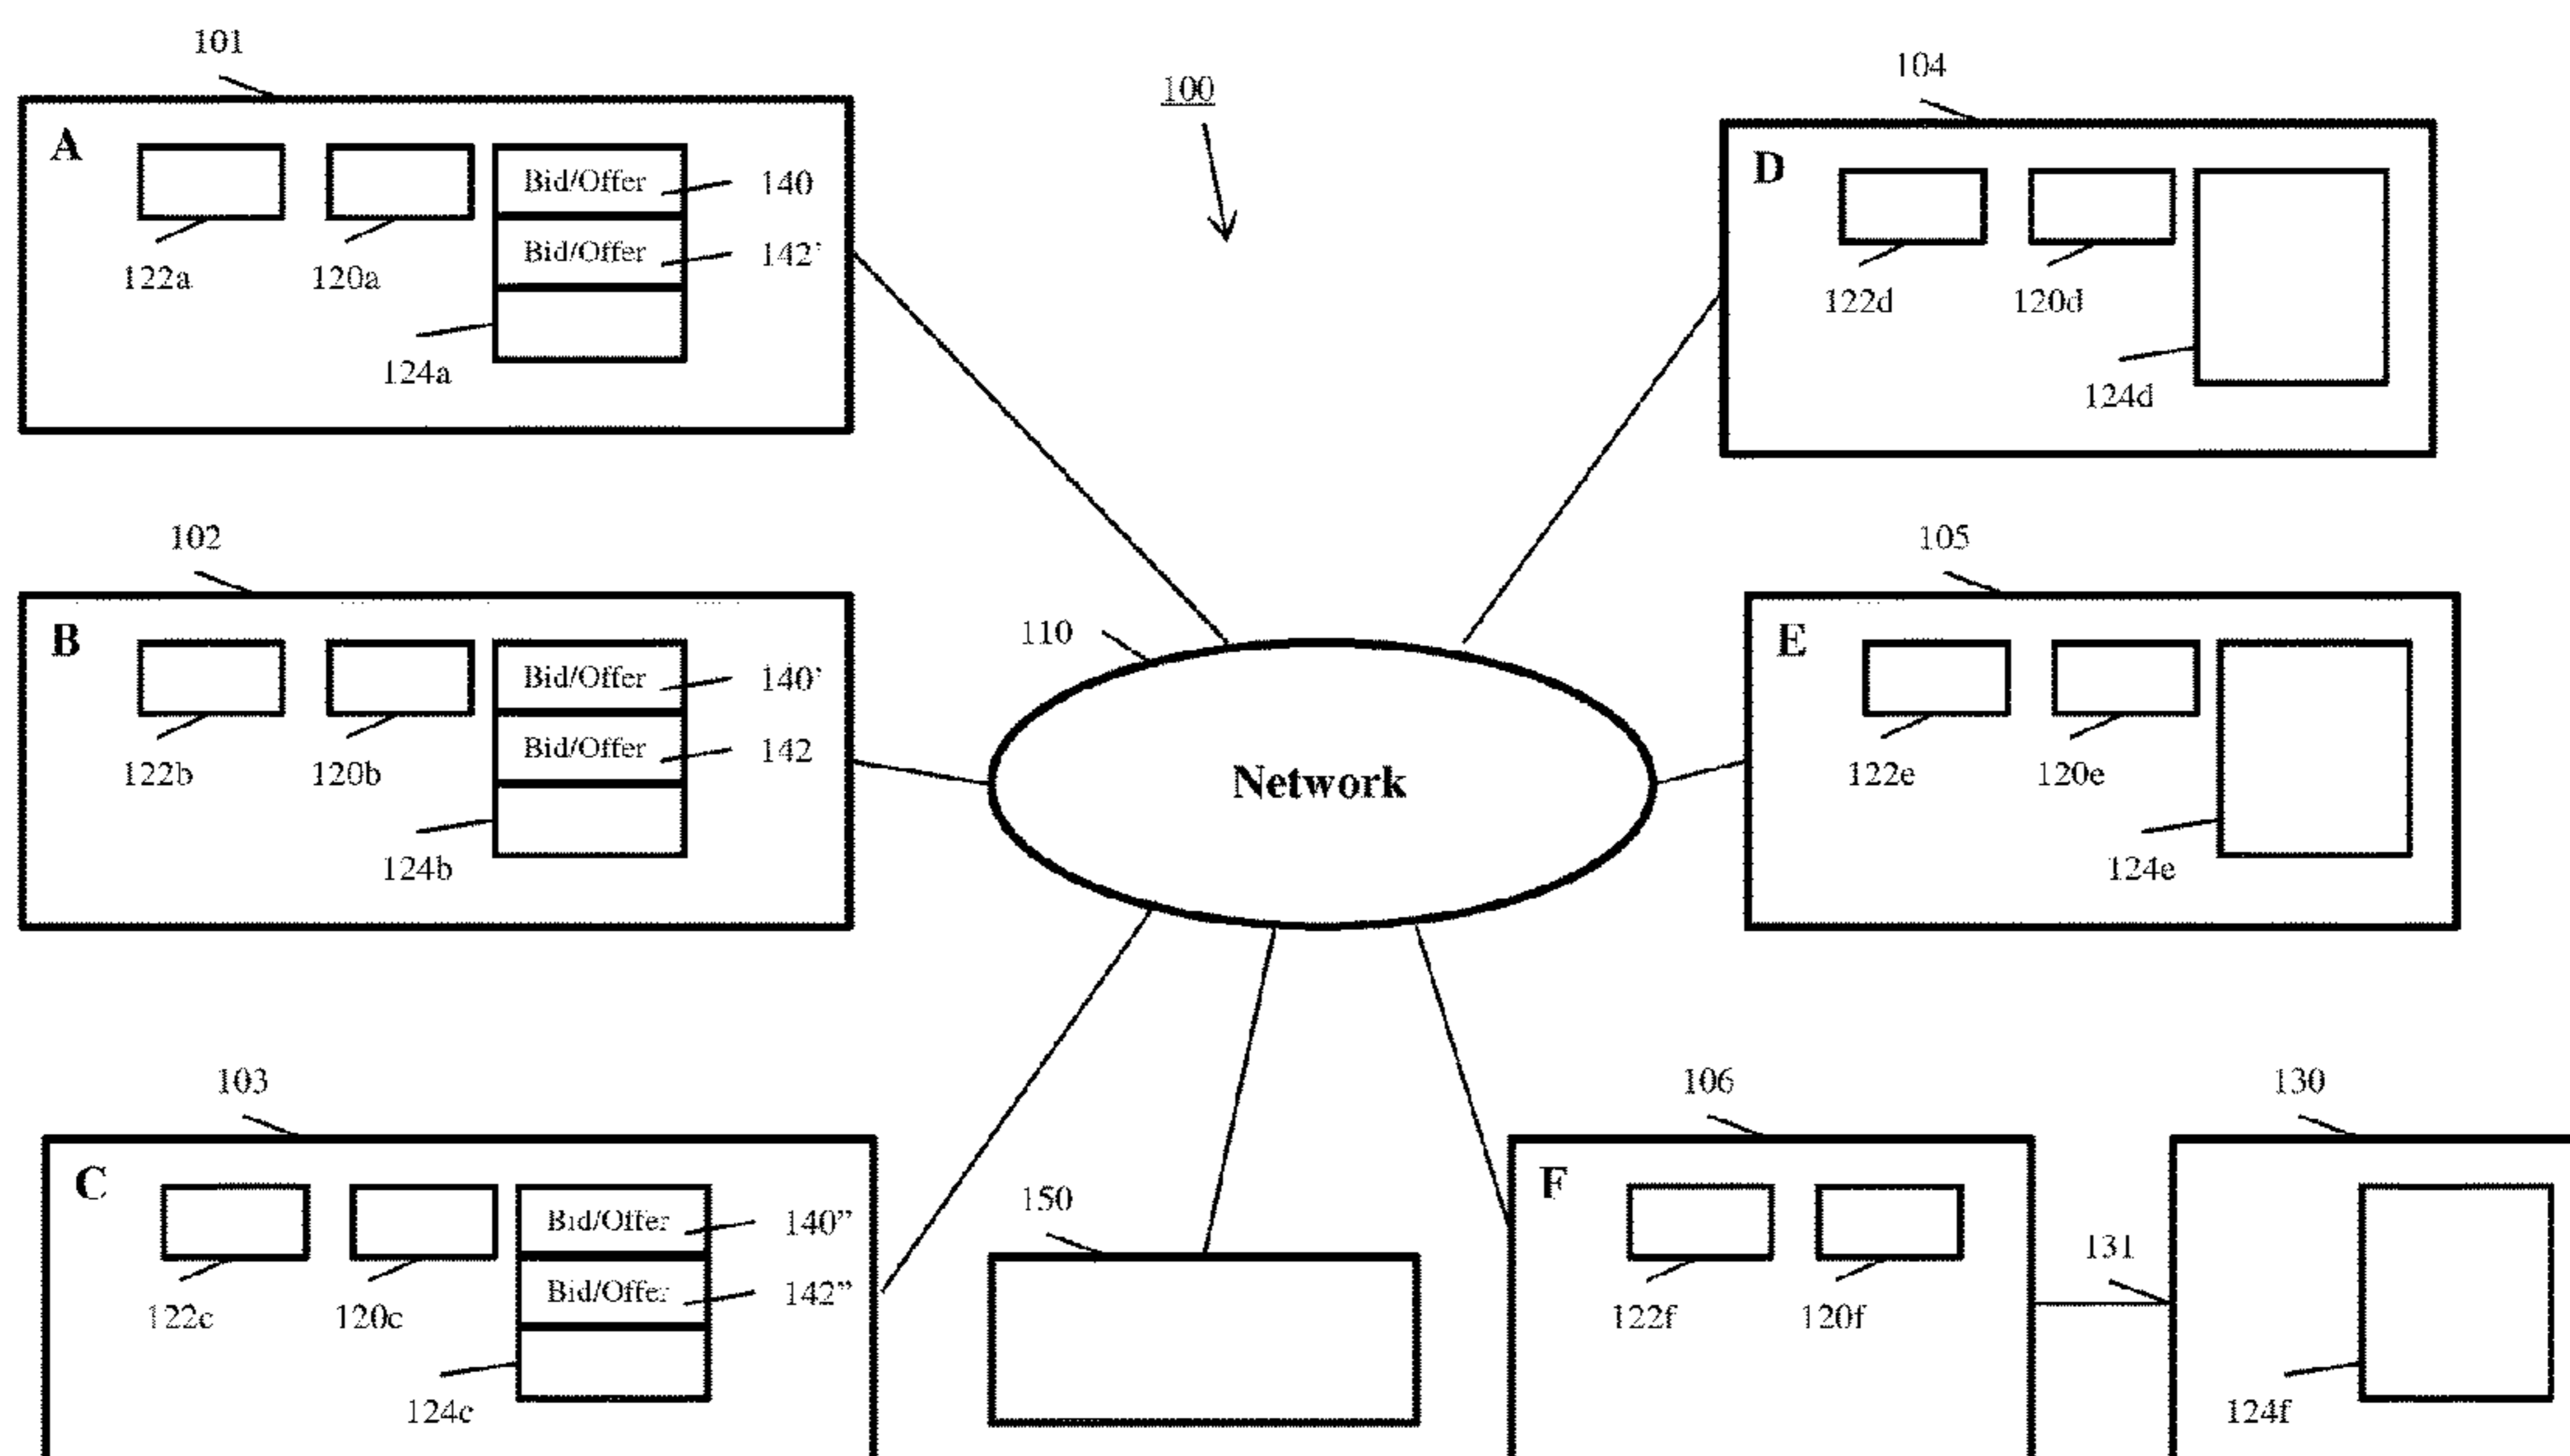 101
100
104
A
Bid/Offer
140
Bid/Offer
142'
122a
120a
124a
D
122d
120d
124d
102
105
B
Bid/Offer
140'
Bid/Offer
142
122b
120b
124b
110
Network
E
122e
120e
124e
103
106
130
C
Bid/Offer
140”
Bid/Offer
142”
122c
120c
124c
150
F
122f
120f
131
124f